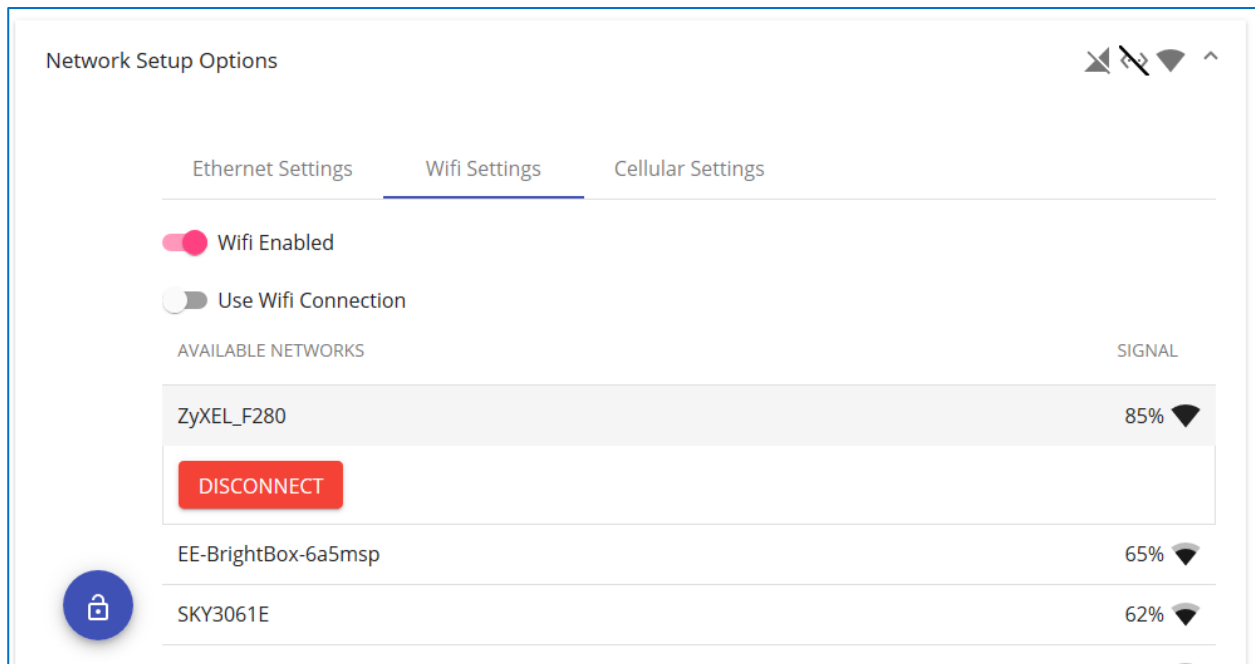 Network Setup Options
Ethernet Settings Wifi Settings Cellular Settings
Wifi Enabled
Use Wifi Connection
AVAILABLE NETWORKS SIGNAL
ZyXEL_F280 85%
DISCONNECT
EE-BrightBox-6a5msp 65%
SKY3061E 62%